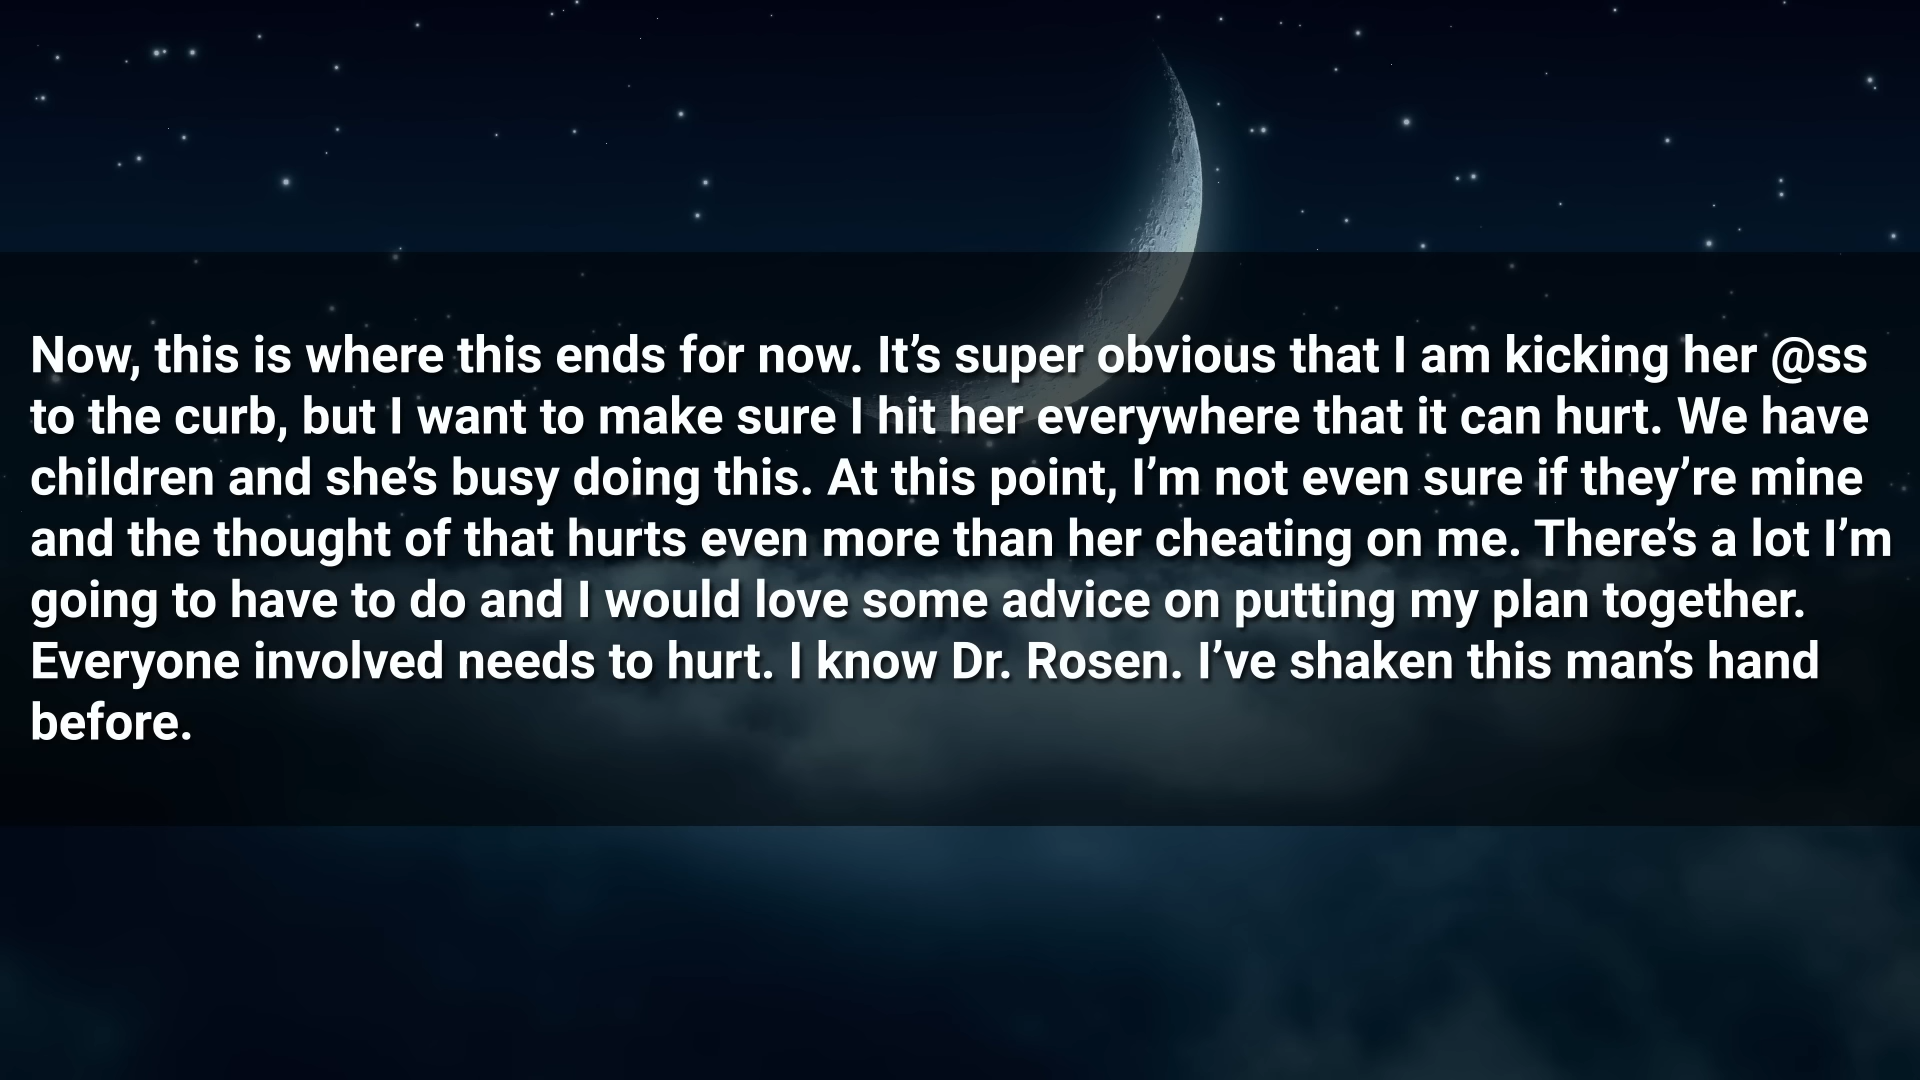 Now, this is where this ends for now. It’s super obvious that I am kicking her @ss
to the curb, but I want to make sure I hit her everywhere that it can hurt. We have
children and she’s busy doing this. At this point, I’m not even sure if they’re mine
and the thought of that hurts even more than her cheating on me. There’s a lot I’m
going to have to do and I would love some advice on putting my plan together.
Everyone involved needs to hurt. I know Dr. Rosen. I’ve shaken this man’s hand
before.